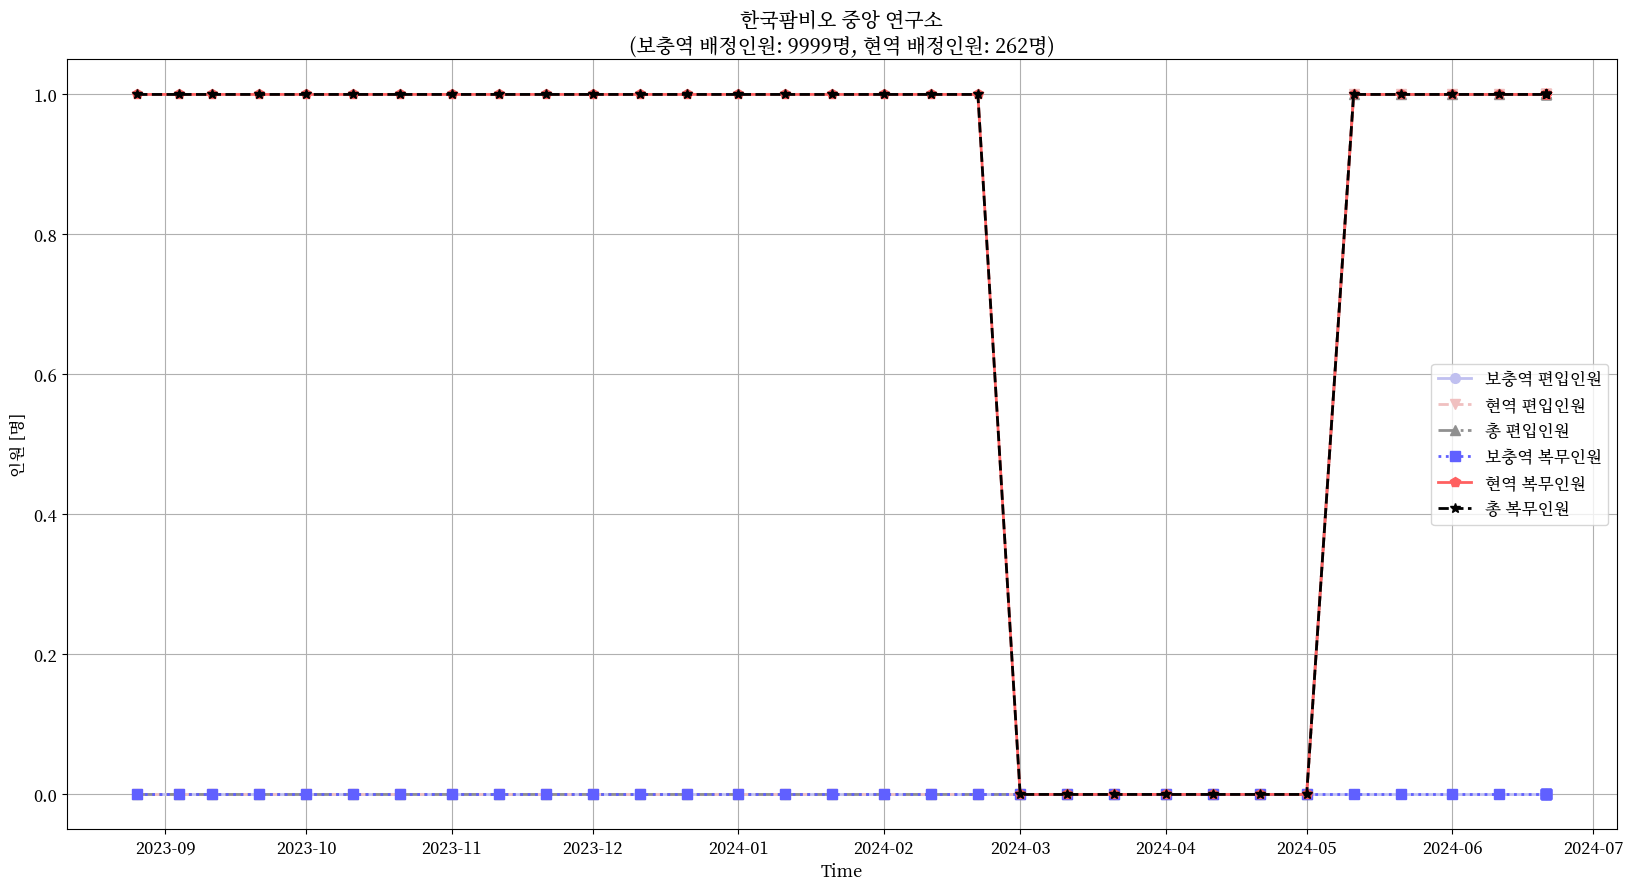 한국팜비오 중앙 연구소
(보충역 배정인원: 9999명, 현역 배정인원: 262명)
인원 [명]
1.0
0.8
0.6
0.4
0.2
0.0
보충역 편입인원
현역 편입인원
총 편입인원
보충역 복무인원
현역 복무인원
총 복무인원
2023-09 2023-10 2023-11 2023-12 2024-01 2024-02 2024-03 2024-04 2024-05 2024-06 2024-07
Time